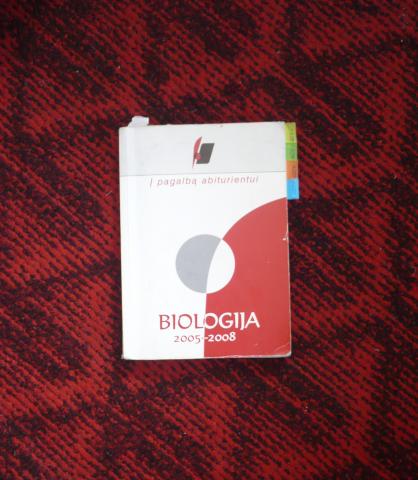 Į pagalbą abiturientui
BIOLOGIJA
2005-2008